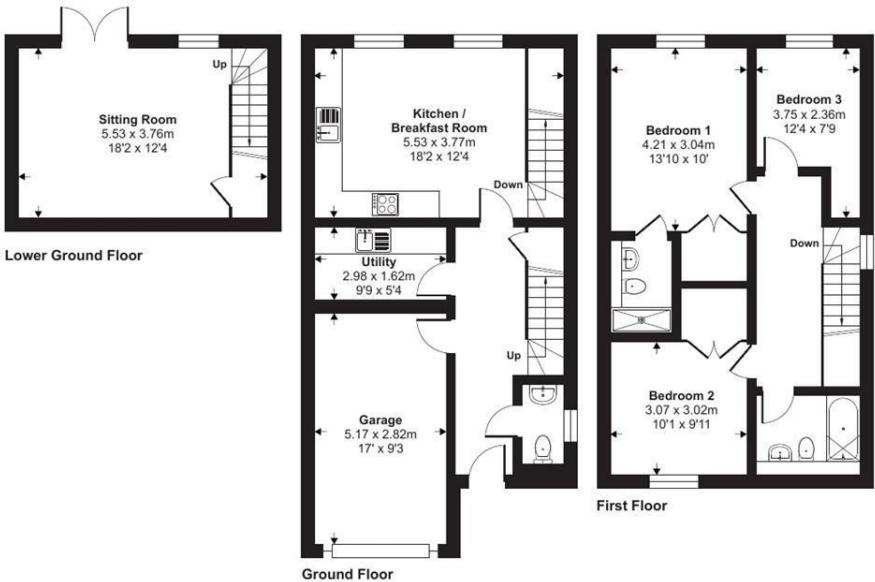 Up
Sitting Room
5.53 x 3.76m
18'2 x 12'4
Lower Ground Floor
Kitchen /
Breakfast Room
5.53 x 3.77m
18'2 x 12'4
Down
Utility
2.98 x 1.62m
9'9 x 5'4
Up
Garage
5.17 x 2.82m
17' x 9'3
Ground Floor
Bedroom 1
4.21 x 3.04m
13'10 x 10'
Bedroom 3
3.75 x 2.36m
12'4 x 7'9
Down
Bedroom 2
3.07 x 3.02m
10'1 x 9'11
First Floor